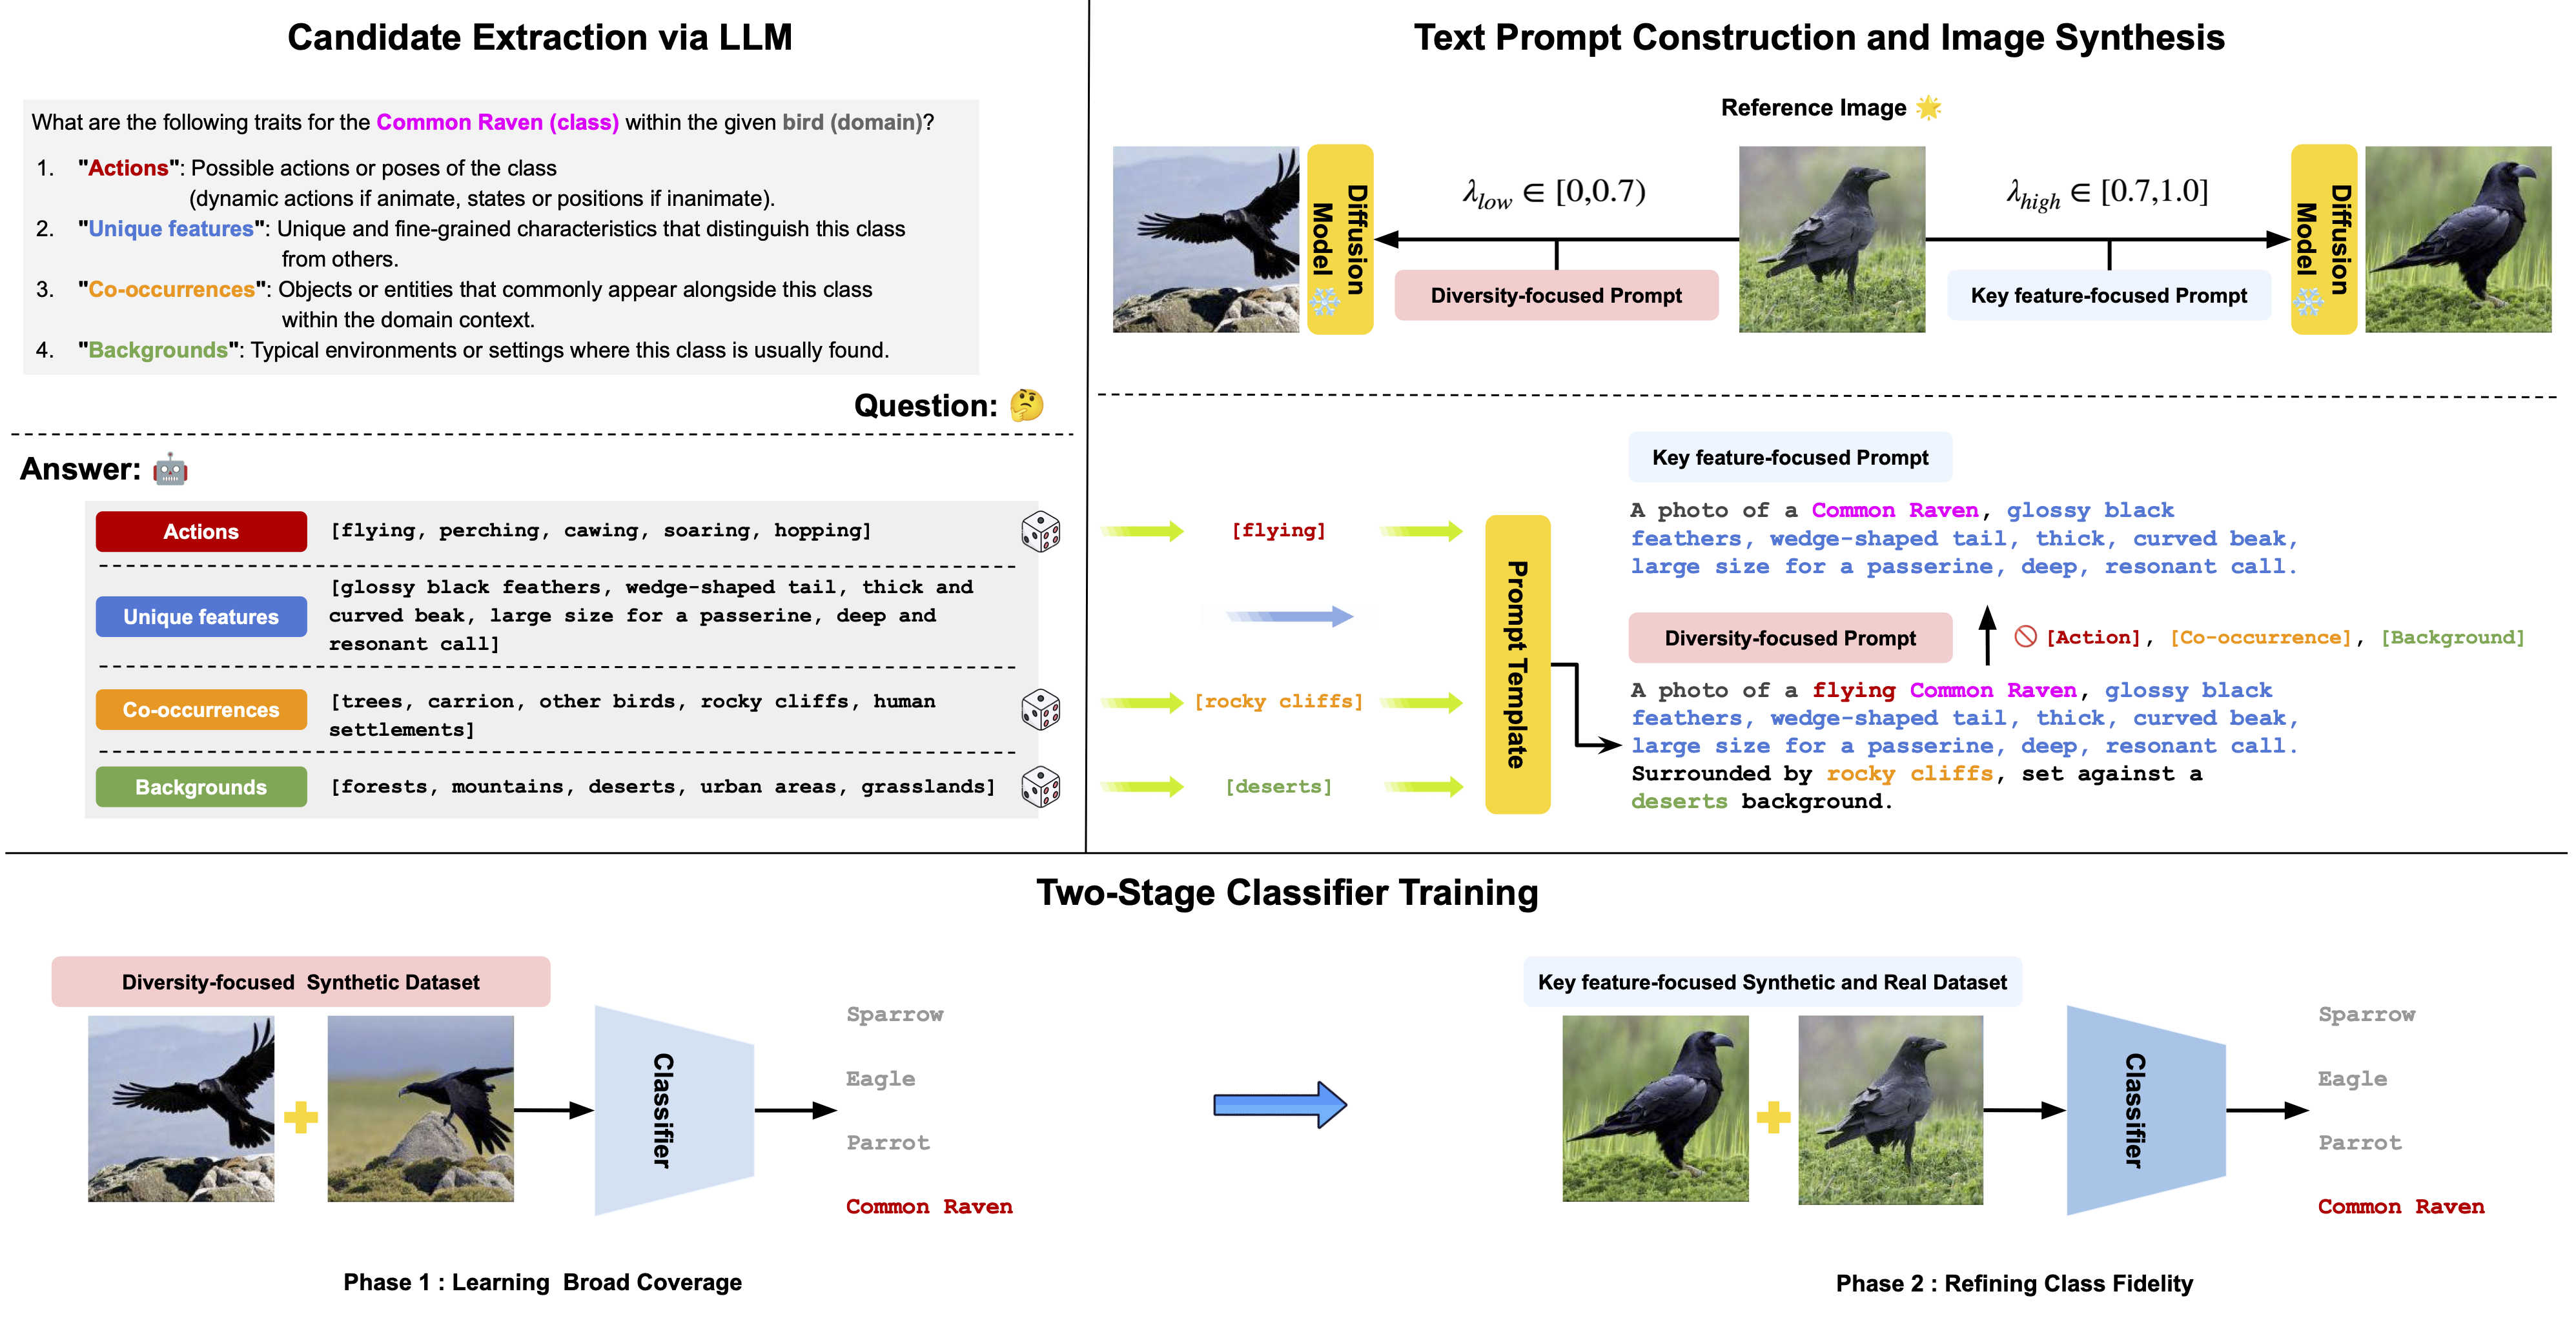 Candidate Extraction via LLM
What are the following traits for the Common Raven (class) within the given bird (domain)?
1. "Actions": Possible actions or poses of the class
(dynamic actions if animate, states or positions if inanimate).
2. "Unique features": Unique and fine-grained characteristics that distinguish this class
from others.
3. "Co-occurrences": Objects or entities that commonly appear alongside this class
within the domain context.
4. "Backgrounds": Typical environments or settings where this class is usually found.
Question:
Answer:
Actions
[flying, perching, cawing, soaring, hopping]
Unique features
[glossy black feathers, wedge-shaped tail, thick and
curved beak, large size for a passerine, deep and
resonant call]
Co-occurrences
[trees, carrion, other birds, rocky cliffs, human
settlements]
Backgrounds
[forests, mountains, deserts, urban areas, grasslands]
Text Prompt Construction and Image Synthesis
Reference Image
Diffusion
Model
λlow ∈ [0,0.7)
Diversity-focused Prompt
λhigh ∈ [0.7,1.0]
Key feature-focused Prompt
Diffusion
Model
[flying]
[rocky cliffs]
[deserts]
Prompt Template
Key feature-focused Prompt
A photo of a Common Raven, glossy black
feathers, wedge-shaped tail, thick, curved beak,
large size for a passerine, deep, resonant call.
Diversity-focused Prompt
[Action], [Co-occurrence], [Background]
A photo of a flying Common Raven, glossy black
feathers, wedge-shaped tail, thick, curved beak,
large size for a passerine, deep, resonant call.
Surrounded by rocky cliffs, set against a
deserts background.
Two-Stage Classifier Training
Diversity-focused Synthetic Dataset
Classifier
Sparrow
Eagle
Parrot
Common Raven
Phase 1 : Learning Broad Coverage
Key feature-focused Synthetic and Real Dataset
Classifier
Sparrow
Eagle
Parrot
Common Raven
Phase 2 : Refining Class Fidelity